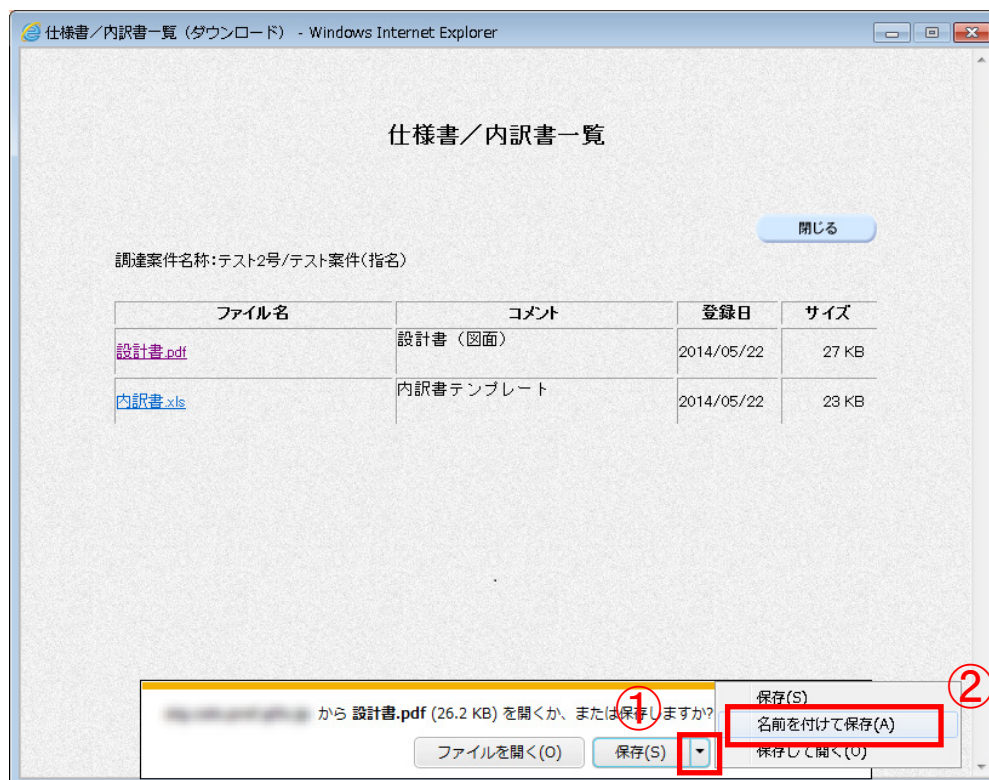 仕様書／内訳書一覧（ダウンロード） - Windows Internet Explorer
仕様書／内訳書一覧
閉じる
調達案件名称:テスト2号/テスト案件(指名)
ファイル名 コメント 登録日 サイズ
設計書.pdf 設計書（図面） 2014/05/22 27 KB
内訳書.xls 内訳書テンプレート 2014/05/22 23 KB
から 設計書.pdf (26.2 KB) を開くか、または保存しますか?
①
ファイルを開く(O) 保存(S)
保存(S)
②
名前を付けて保存(A)
保存して開く(O)